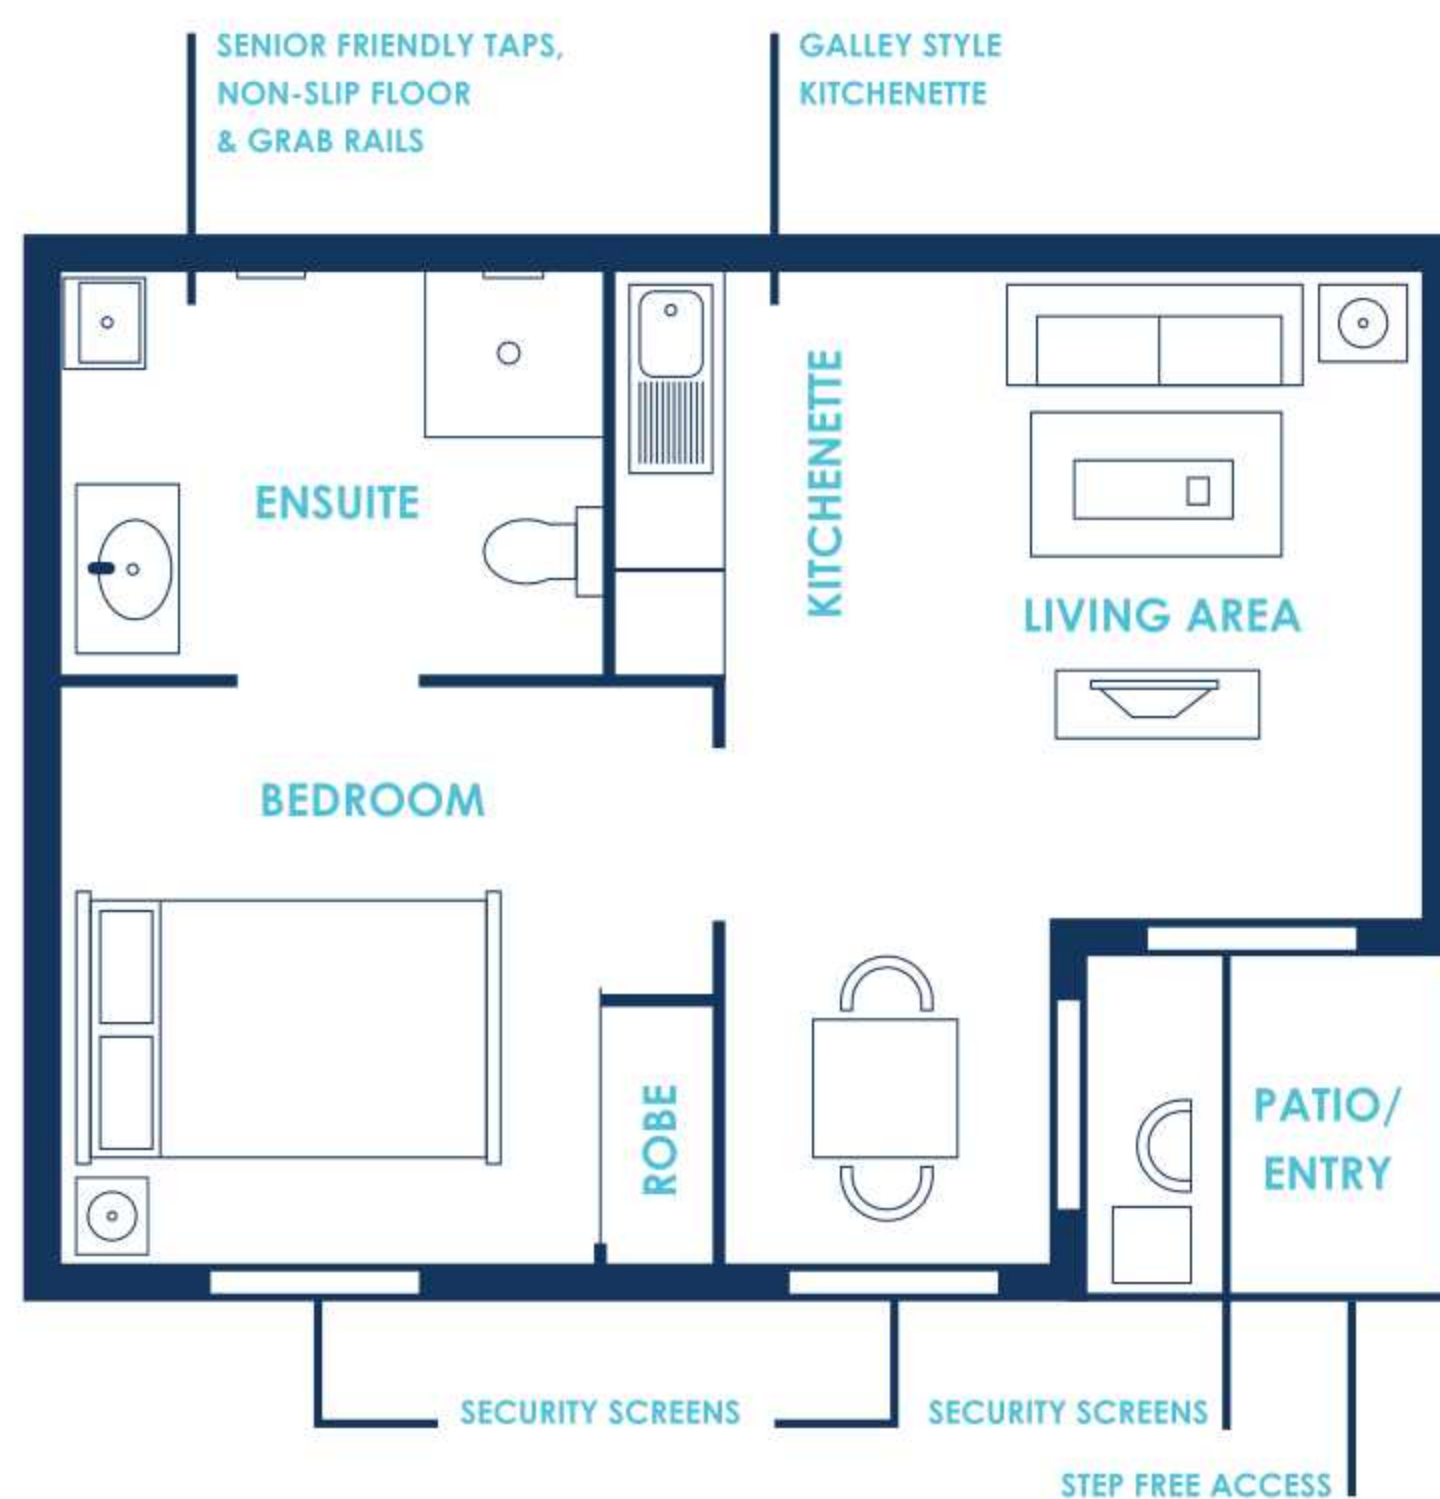 SENIOR FRIENDLY TAPS,
NON-SLIP FLOOR
& GRAB RAILS
GALLEY STYLE
KITCHENETTE
KITCHENETTE
ENSUITE
LIVING AREA
BEDROOM
ROBE
PATIO/
ENTRY
SECURITY SCREENS
SECURITY SCREENS
STEP FREE ACCESS